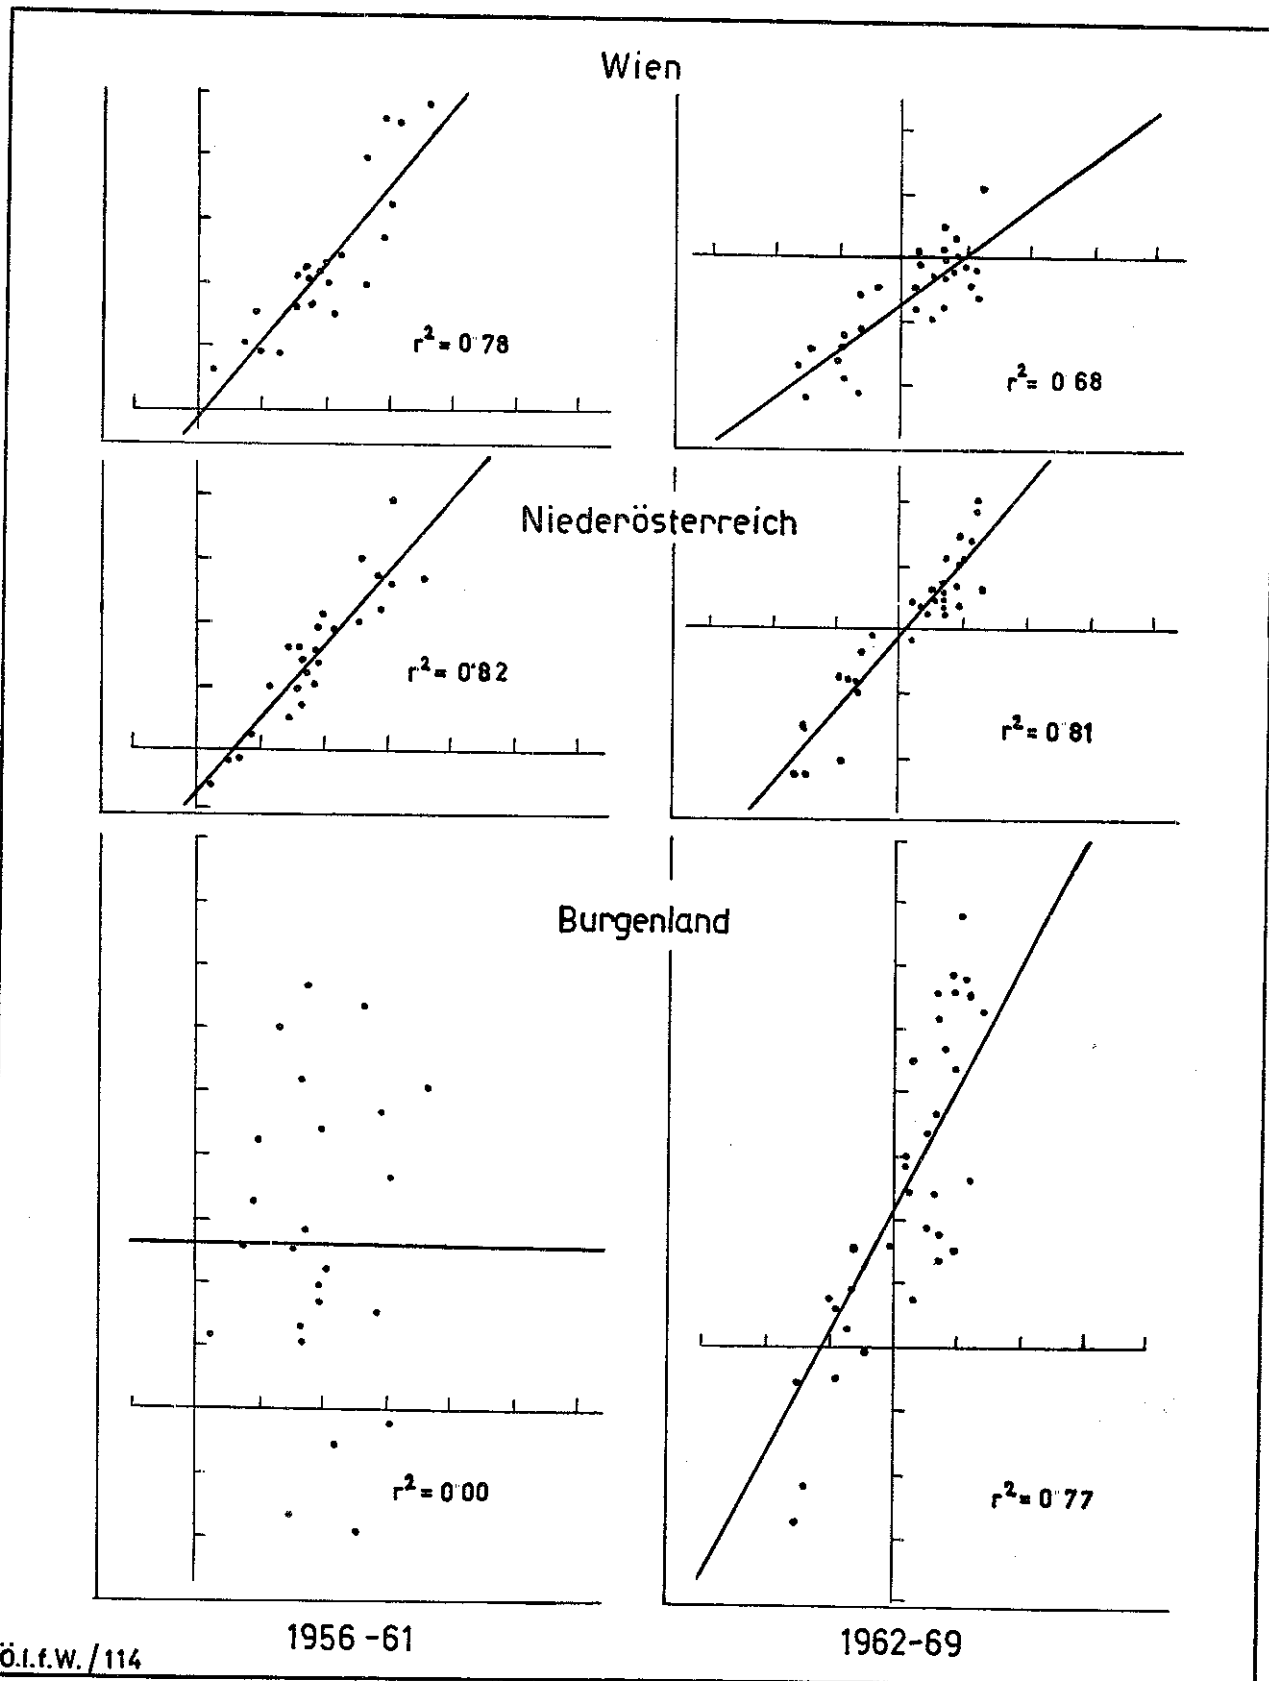 Wien
r² = 0˙78
r² = 0˙68
Niederösterreich
r² = 0˙82
r² = 0˙81
Burgenland
r² = 0˙00
r² = 0˙77
1956-61
1962-69
Ö.I.f.W./114